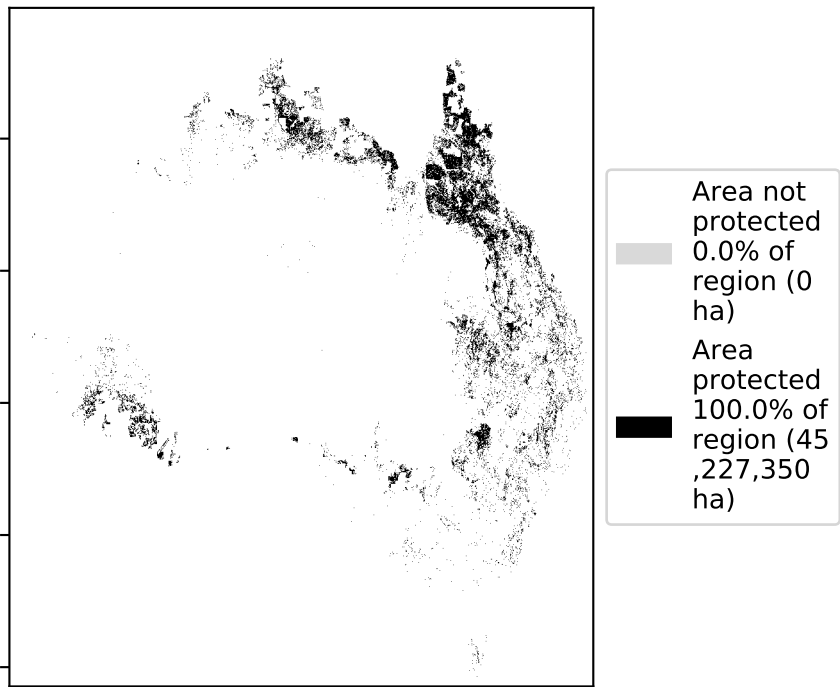 Area not
protected
0.0% of
region (0
ha)
Area
protected
100.0% of
region (45
,227,350
ha)